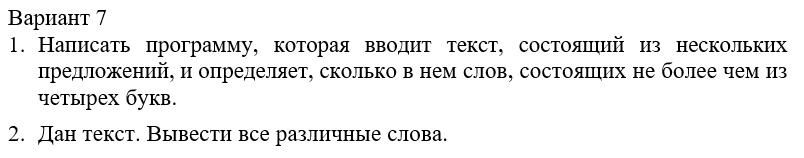 Вариант 7
1. Написать программу, которая вводит текст, состоящий из нескольких
предложений, и определяет, сколько в нем слов, состоящих не более чем из
четырех букв.
2. Дан текст. Вывести все различные слова.